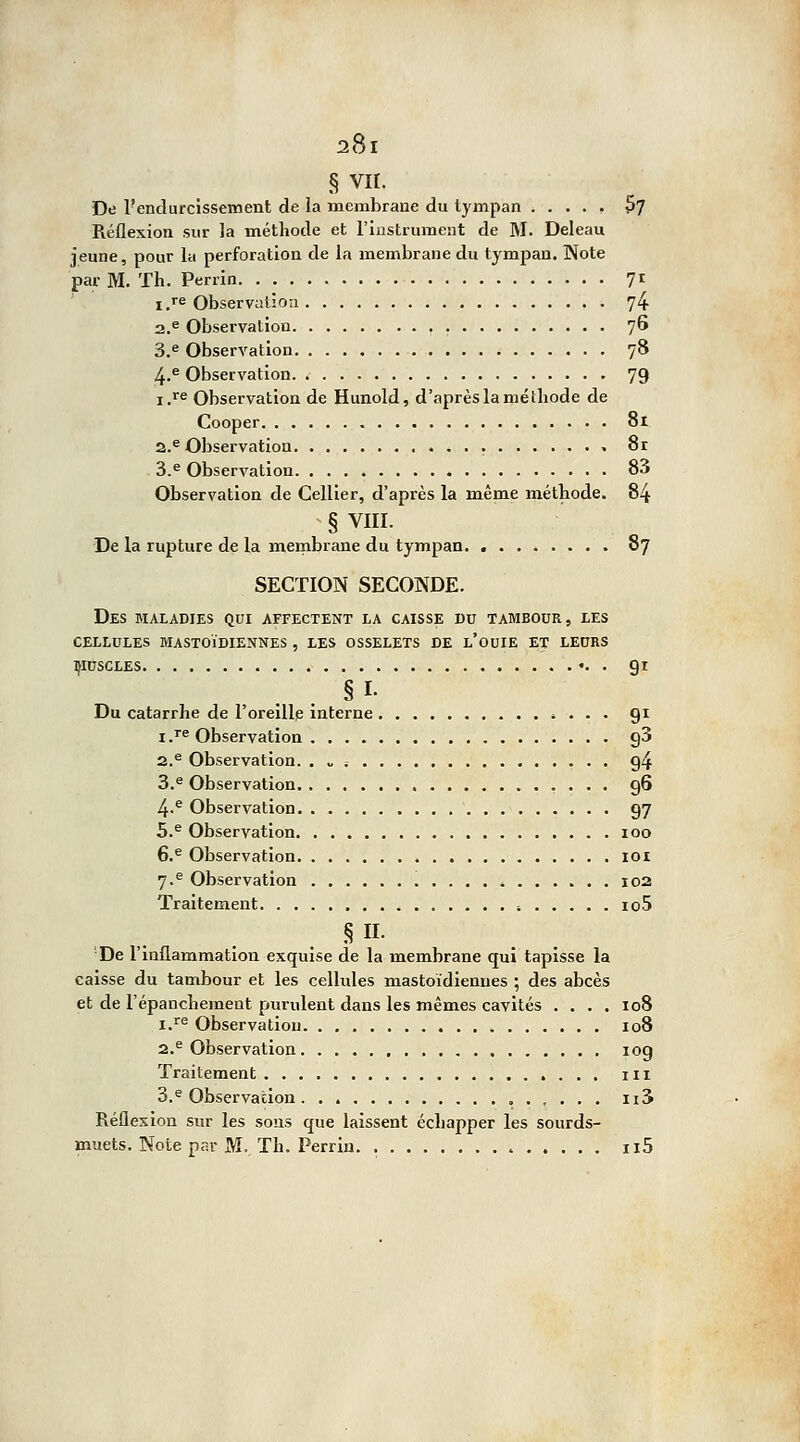 281
§ VII.
De l'endurcissement de la membrane du tympan . . . . . 57
Réflexion sur la méthode et l'instrument de M. Deleau
jeune, pour la perforation de la membrane du tympan. Note
par M. Th. Perrin. . . . . . . . . . . . . . . . . . . . . . . 71
1.re Observation . . . . . . . . . . . . . . . . . . . 74
2.e Observation. . . . . . . . . . . . . . . . . . . . 76
3.e Observation. . . . . . . . . . . . . . . . . . . . 78
4.e Observation. . . . . . . . . . . . . . . . . . . . 79
1.re Observation de Hunold, d'après la méthode de
Cooper. . . . . . . . . . . . . . . . . . . . . . 81
2.e Observation. . . . . . . . . . . . . . . . . . . . 81
3.e Observation. . . . . . . . . . . . . . . . . . . . 83
Observation de Cellier, d'après la même méthode. 84
§ VIII.
De la rupture de la membrane du tympan. . . . . . . . . 87
SECTION SECONDE.
DES MALADIES QUI AFFECTENT LA CAISSE DU TAMBOUR, LES
CELLULES MASTOÏDIENNES, LES OSSELETS DE L'OUIE ET LEURS
MUSCLES. . . . . . . . . . . . . . . . . . . . . . . . . . . . . 91
§ I.
Du catarrhe de l'oreille interne . . . . . . . . . . . . . . . 91
1.re Observation . . . . . . . . . . . . . . . . . . . 93
2.e Observation. . . . . . . . . . . . . . . . . . . . 94
3.e Observation. . . . . . . . . . . . . . . . . . . . 96
4.e Observation. . . . . . . . . . . . . . . . . . . . 97
5.e Observation. . . . . . . . . . . . . . . . . . . . 100
6.e Observation. . . . . . . . . . . . . . . . . . . . 101
7.e Observation . . . . . . . . . . . . . . . . . . . 102
Traitement. . . . . . . . . . . . . . . . . . . . . . 105
§ II.
De l'inflammation exquise de la membrane qui tapisse la
caisse du tambour et les cellules mastoïdiennes ; des abcès
et de l'épanchement purulent dans les mêmes cavités . . . . 108
1.re Observation. . . . . . . . . . . . . . . . . . . 108
2.e Observation. . . . . . . . . . . . . . . . . . . 109
Traitement . . . . . . . . . . . . . . . . . . . . . 111
3.e Observation. . . . . . . . . . . . . . . . . . . 113
Réflexion sur les sons que laissent échapper les sourds-
muets. Note par M. Th. Perrin. . . . . . . . . . . . . . . 115